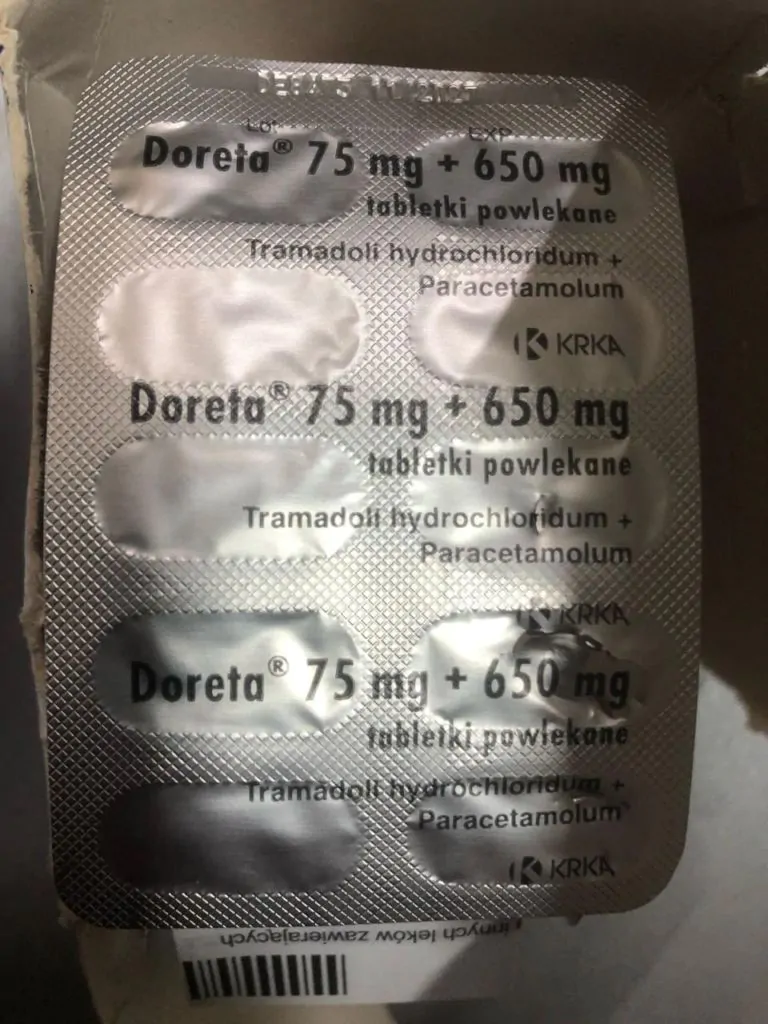 Lot
EXP
Doreta® 75 mg + 650 mg
tabletki powlekane
Tramadoli hydrochloridum +
Paracetamolum
KRKA
Doreta® 75 mg + 650 mg
tabletki powlekane
Tramadoli hydrochloridum +
Paracetamolum
KRKA
Doreta® 75 mg + 650 mg
tabletki powlekane
Tramadoli hydrochloridum +
Paracetamolum
KRKA
i innych leków zawierających